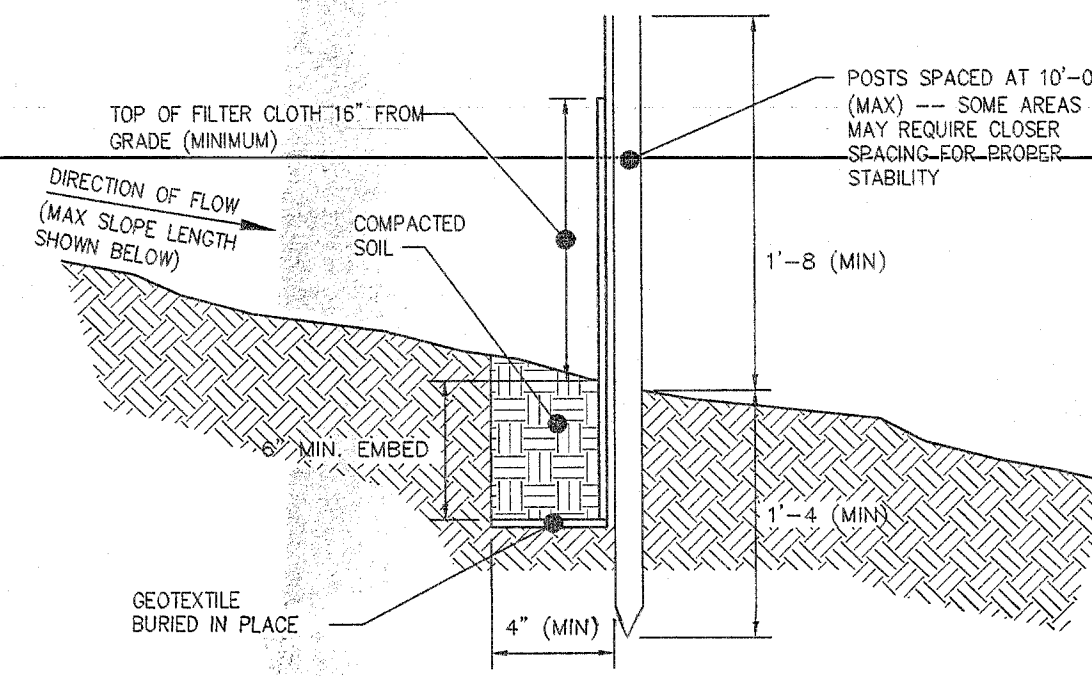 TOP OF FILTER CLOTH 16" FROM
GRADE (MINIMUM)
POSTS SPACED AT 10'-0
(MAX) -- SOME AREAS
MAY REQUIRE CLOSER
SPACING FOR PROPER
STABILITY
DIRECTION OF FLOW
(MAX SLOPE LENGTH
SHOWN BELOW)
COMPACTED
SOIL
1'-8 (MIN)
6" MIN. EMBED
1'-4 (MIN)
GEOTEXTILE
BURIED IN PLACE
4" (MIN)